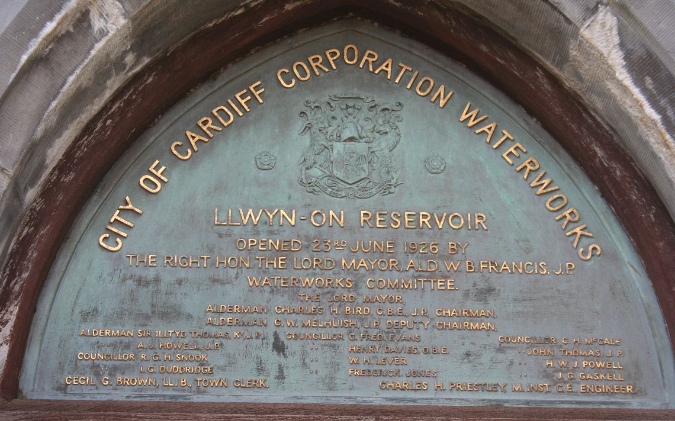 CITY OF CARDIFF CORPORATION WATERWORKS
LLWYN-ON RESERVOIR
OPENED 23RD JUNE 1926 BY
THE RIGHT HON. THE LORD MAYOR, ALD. W. B. FRANCIS, J.P.
WATERWORKS COMMITTEE.
THE LORD MAYOR.
ALDERMAN CHARLES H. BIRD, C.B.E., J.P. CHAIRMAN.
ALDERMAN C. W. MELHUISH, J.P. DEPUTY-CHAIRMAN.
ALDERMAN SIR ILLTYD THOMAS, KT., J.P. COUNCILLOR G. FRED EVANS COUNCILLOR C. H. McCALE
" A. J. HOWELL, J.P. " HENRY DAVIES, O.B.E. " JOHN THOMAS, J.P.
COUNCILLOR R. G. H. SNOOK " W. H. IEVER " H. W. J. POWELL
" I. G. DUDDRIDGE " FREDERICK JONES " J. G. GASKELL
CECIL G. BROWN, LL.B., TOWN CLERK. CHARLES H. PRIESTLEY, M.INST.C.E. ENGINEER.